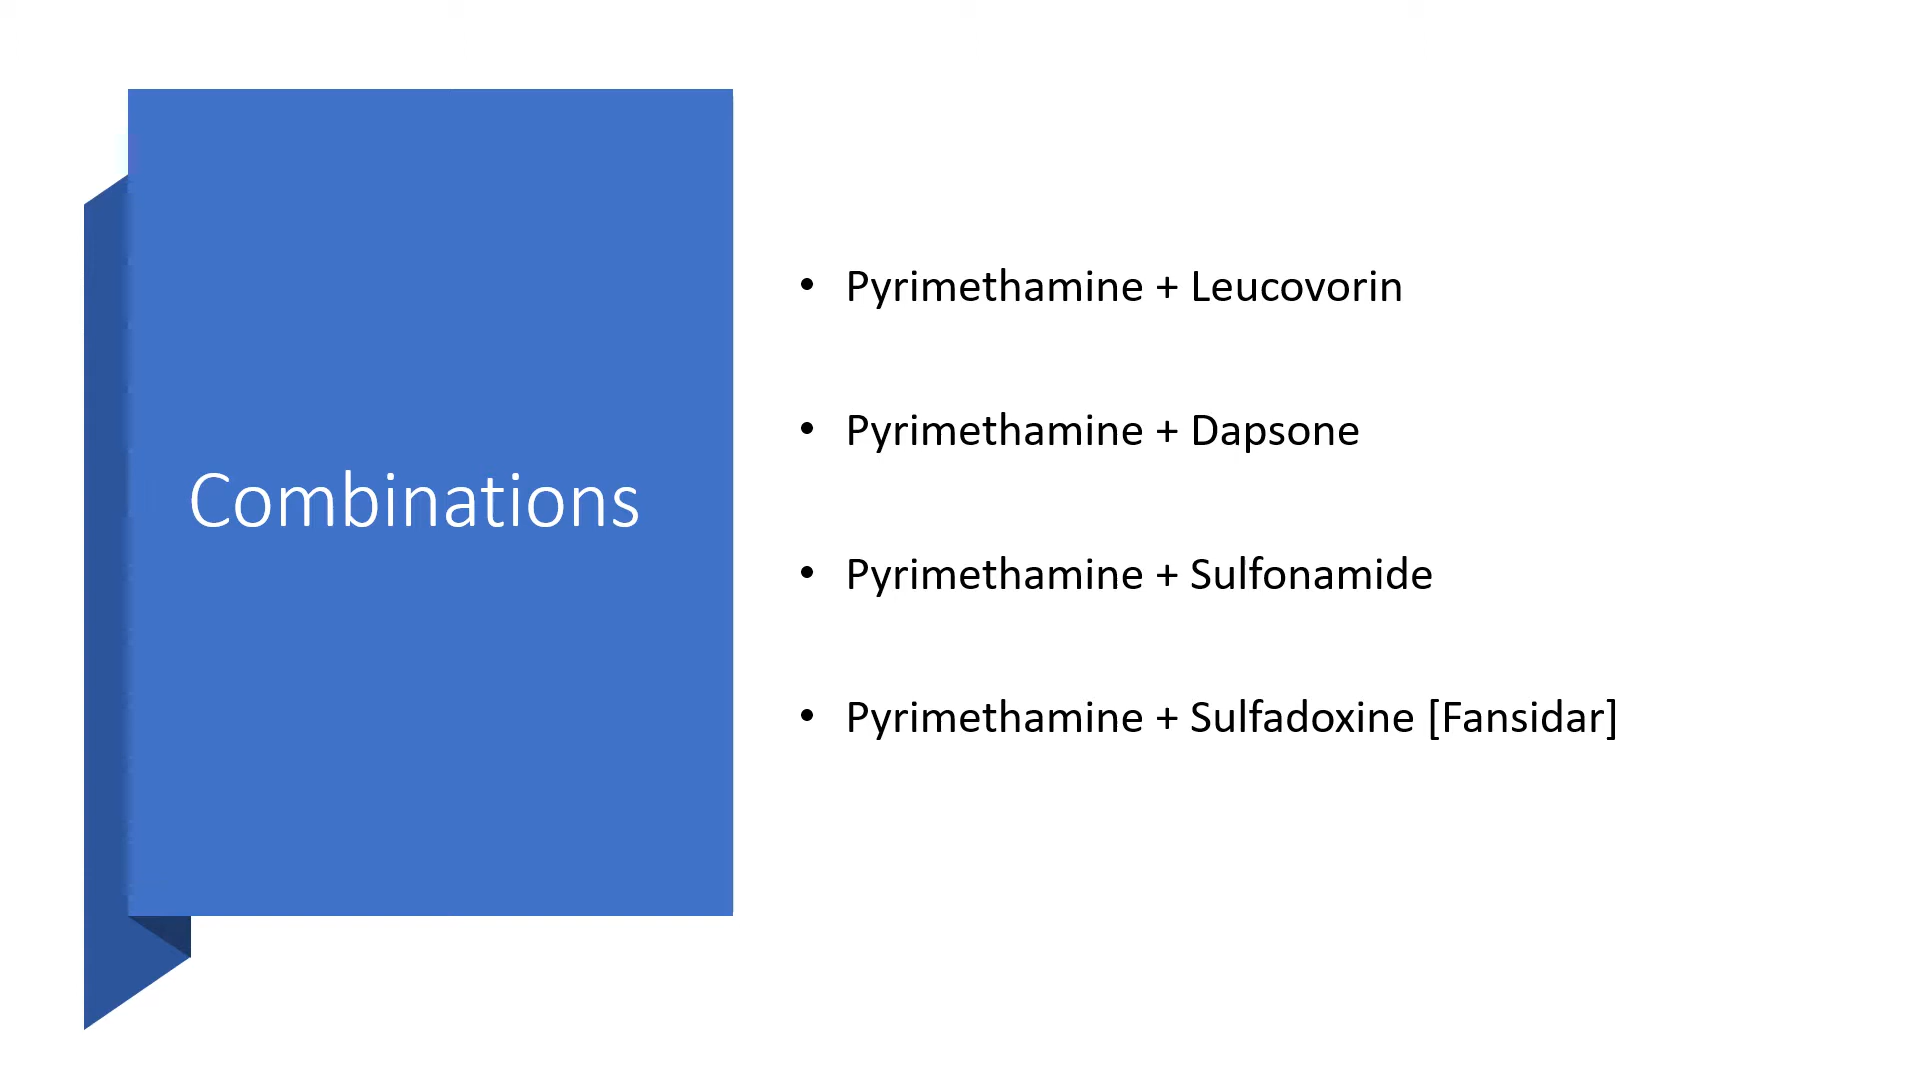 Combinations
• Pyrimethamine + Leucovorin
• Pyrimethamine + Dapsone
• Pyrimethamine + Sulfonamide
• Pyrimethamine + Sulfadoxine [Fansidar]